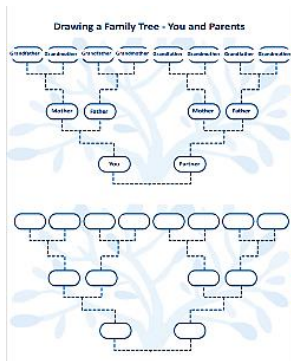 Drawing a Family Tree - You and Parents
Grandfather Grandmother Grandfather Grandmother Grandfather Grandmother Grandfather Grandmother
Mother Father Mother Father
You Partner